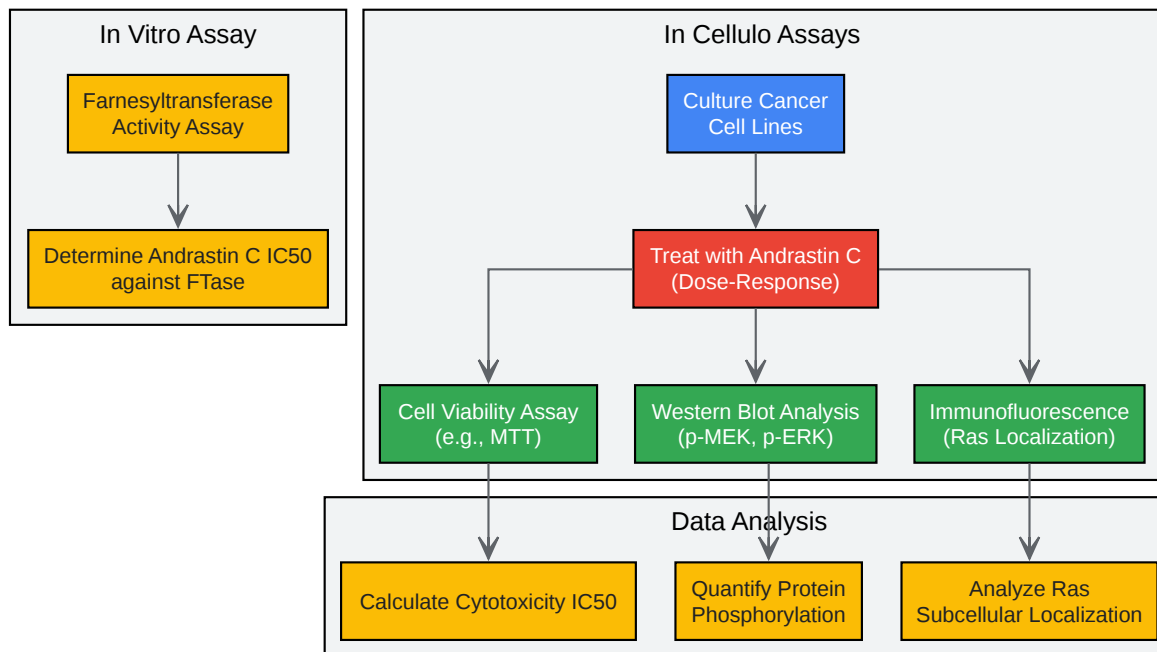 In Vitro Assay
Farnesyltransferase
Activity Assay
Determine Andrastin C IC50
against FTase
In Cellulo Assays
Culture Cancer
Cell Lines
Treat with Andrastin C
(Dose-Response)
Cell Viability Assay
(e.g., MTT)
Western Blot Analysis
(p-MEK, p-ERK)
Immunofluorescence
(Ras Localization)
Data Analysis
Calculate Cytotoxicity IC50
Quantify Protein
Phosphorylation
Analyze Ras
Subcellular Localization